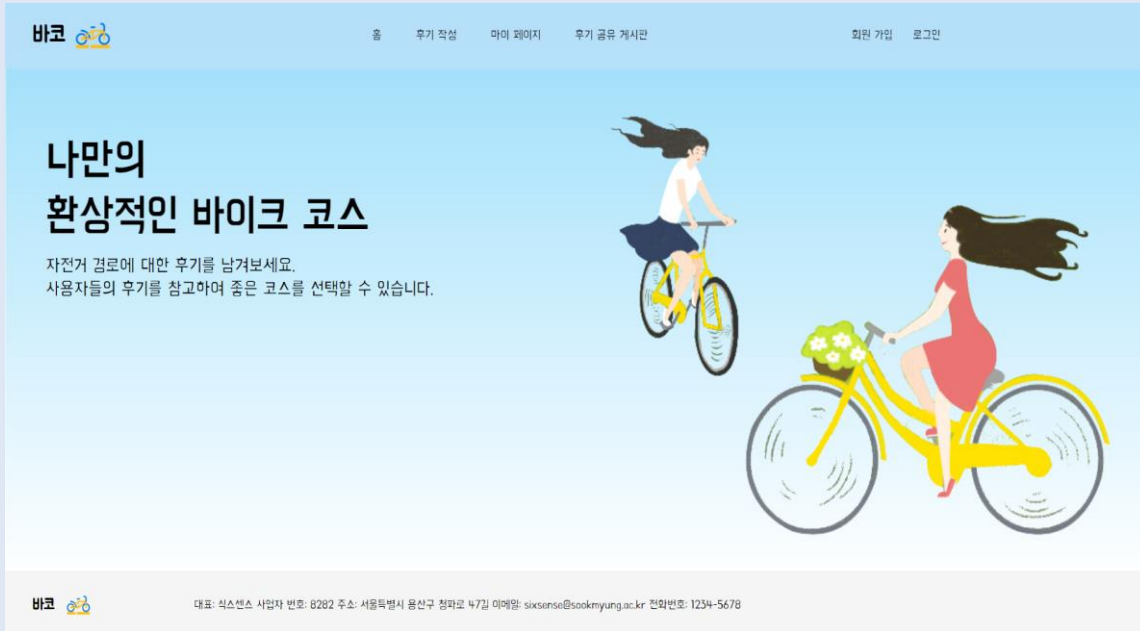 바코
홈 후기 작성 마이 페이지 후기 공유 게시판 회원 가입 로그인
나만의
환상적인 바이크 코스
자전거 경로에 대한 후기를 남겨보세요.
사용자들의 후기를 참고하여 좋은 코스를 선택할 수 있습니다.
바코
대표: 식스센스 사업자 번호: 8282 주소: 서울특별시 용산구 청파로 47길 이메일: sixsense@sookmyung.ac.kr 전화번호: 1234-5678